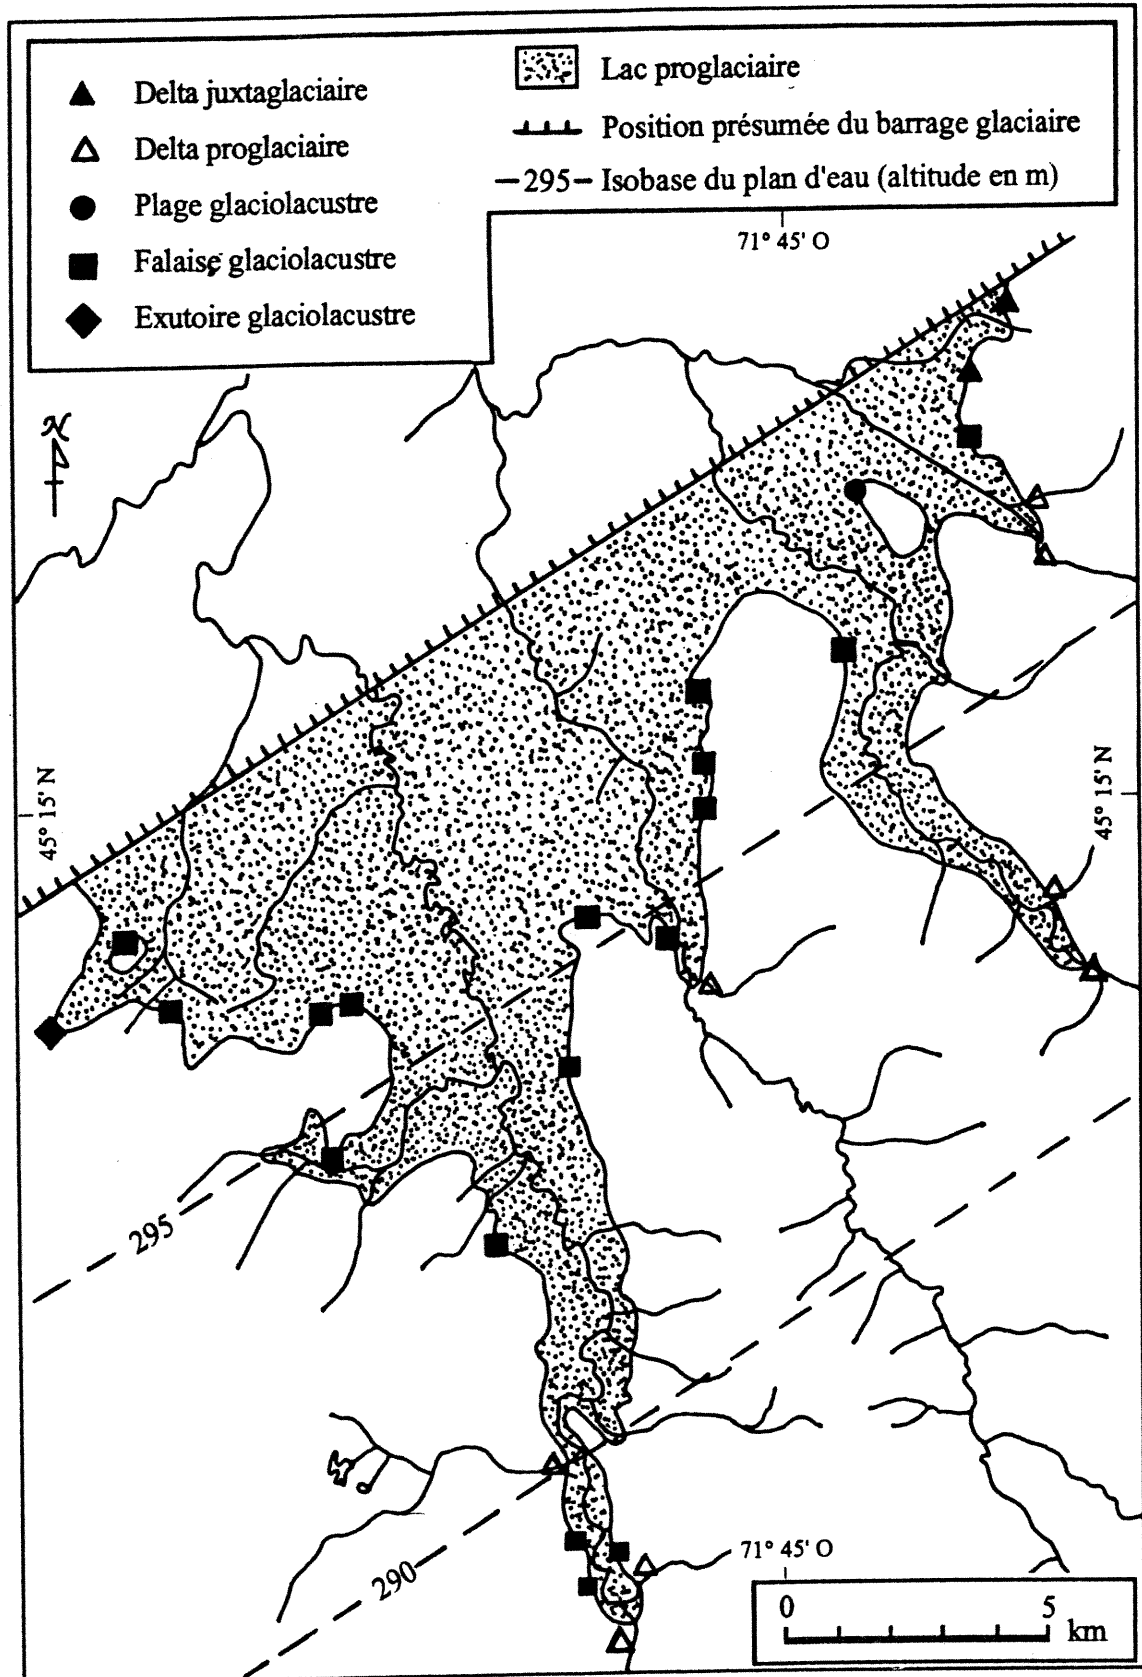 Delta juxtaglaciaire
Delta proglaciaire
Plage glaciolacustre
Falaise glaciolacustre
Exutoire glaciolacustre
Lac proglaciaire
Position présumée du barrage glaciaire
–295– Isobase du plan d'eau (altitude en m)
71° 45' O
N
45° 15' N
45° 15' N
295
290
71° 45' O
0 5
km